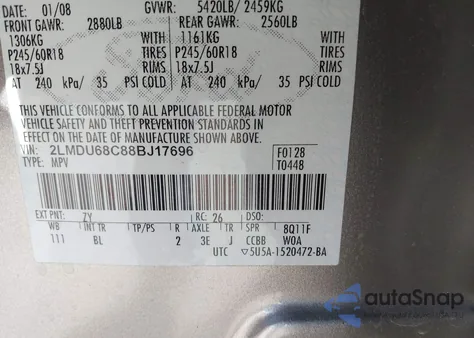 DATE: 01/08 GVWR: 5420LB/ 2459KG
FRONT GAWR: 2880LB REAR GAWR: 2560LB
1306KG WITH 1161KG WITH
P245/60R18 TIRES P245/60R18 TIRES
18x7.5J RIMS 18x7.5J RIMS
AT 240 kPa/ 35 PSI COLD AT 240 kPa/ 35 PSI COLD
THIS VEHICLE CONFORMS TO ALL APPLICABLE FEDERAL MOTOR
VEHICLE SAFETY AND THEFT PREVENTION STANDARDS IN
EFFECT ON THE DATE OF MANUFACTURE SHOWN ABOVE.
VIN: 2LMDU68C88BJ17696 F0128
TYPE: MPV T0448
EXT PNT: ZY RC: 26
WB INT TR TP/PS R AXLE TR SPR 8Q11F
111 BL 2 3E J CCBB WOA
UTC ▽5U5A-1520472-BA
autoSnap